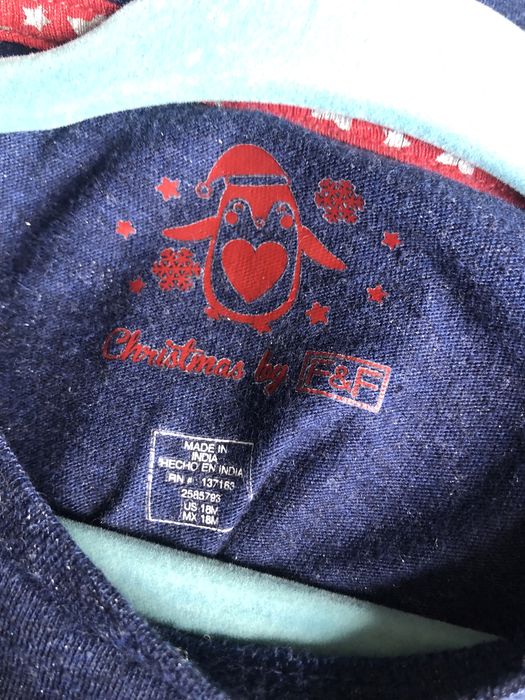 Christmas by F&F
MADE IN
INDIA
HECHO EN INDIA
RN # : 137163
2585793
US 18M
MX 18M